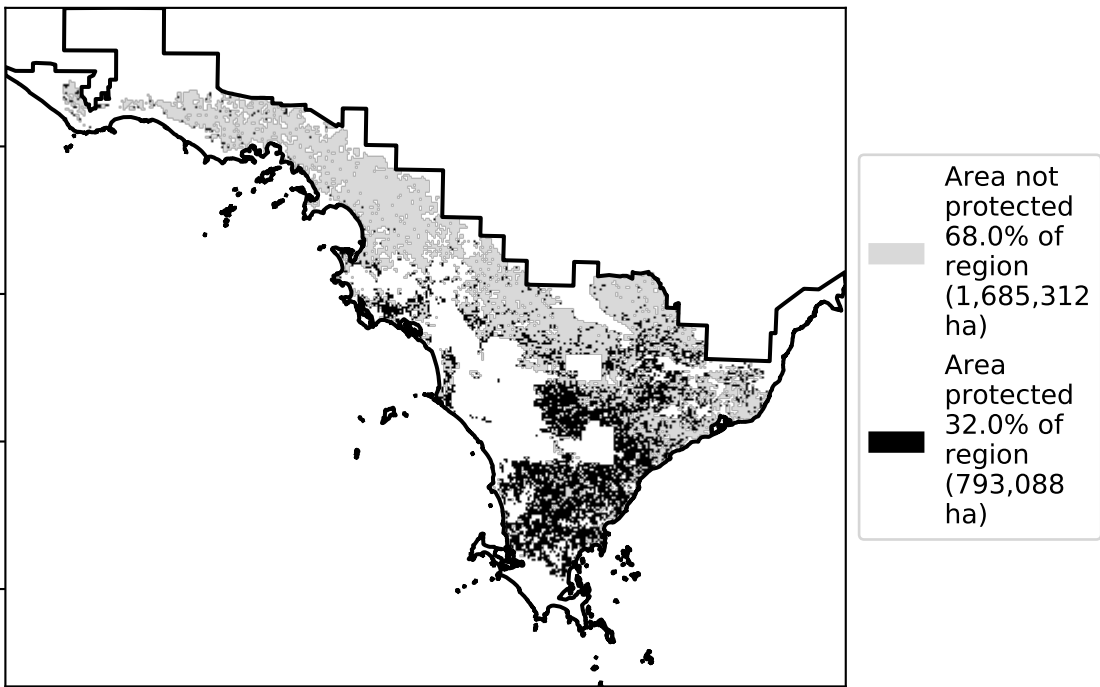 Area not
protected
68.0% of
region
(1,685,312
ha)
Area
protected
32.0% of
region
(793,088
ha)